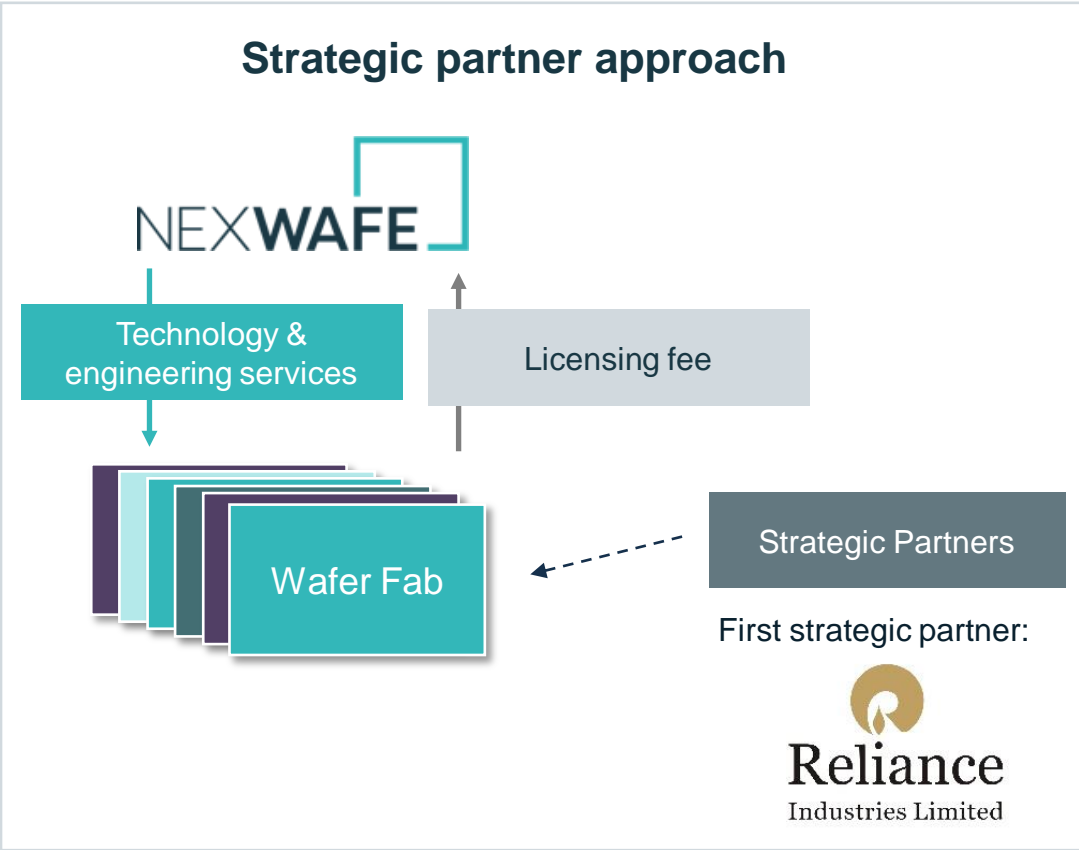 Strategic partner approach
NEXWAFE
Technology &
engineering services
Licensing fee
Wafer Fab
Strategic Partners
First strategic partner:
Reliance
Industries Limited